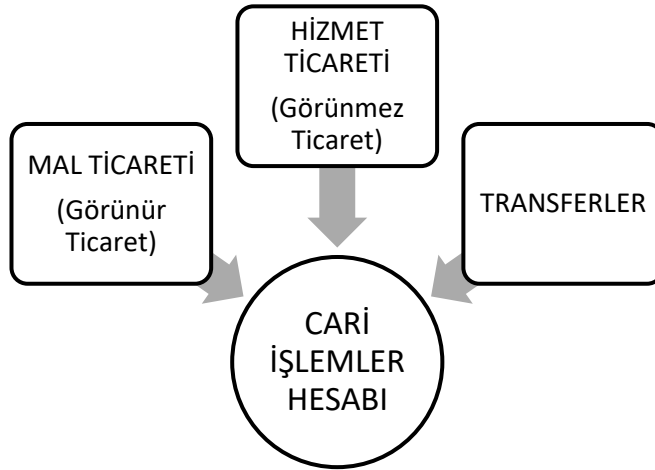 HİZMET
TİCARETİ
(Görünmez
Ticaret)
MAL TİCARETİ
(Görünür
Ticaret)
TRANSFERLER
CARİ
İŞLEMLER
HESABI